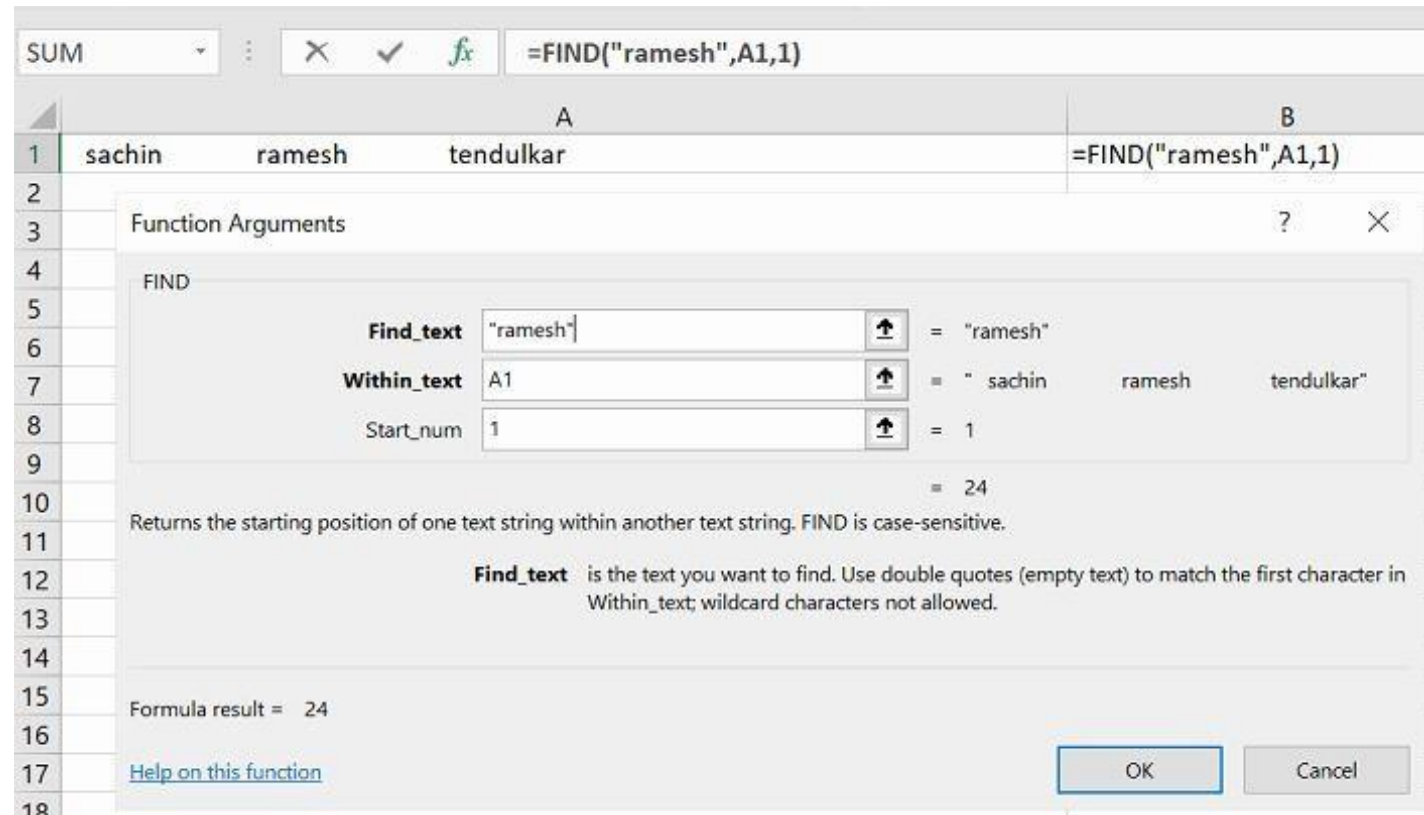 SUM fx =FIND("ramesh",A1,1)
A B
1 sachin ramesh tendulkar =FIND("ramesh",A1,1)
2
3 Function Arguments ? X
4
FIND
5
Find_text "ramesh" = "ramesh"
6
7 Within_text A1 = " sachin ramesh tendulkar"
8 Start_num 1 = 1
9
= 24
10
Returns the starting position of one text string within another text string. FIND is case-sensitive.
11
12 Find_text is the text you want to find. Use double quotes (empty text) to match the first character in
Within_text; wildcard characters not allowed.
13
14
15 Formula result = 24
16
17 Help on this function OK Cancel
18